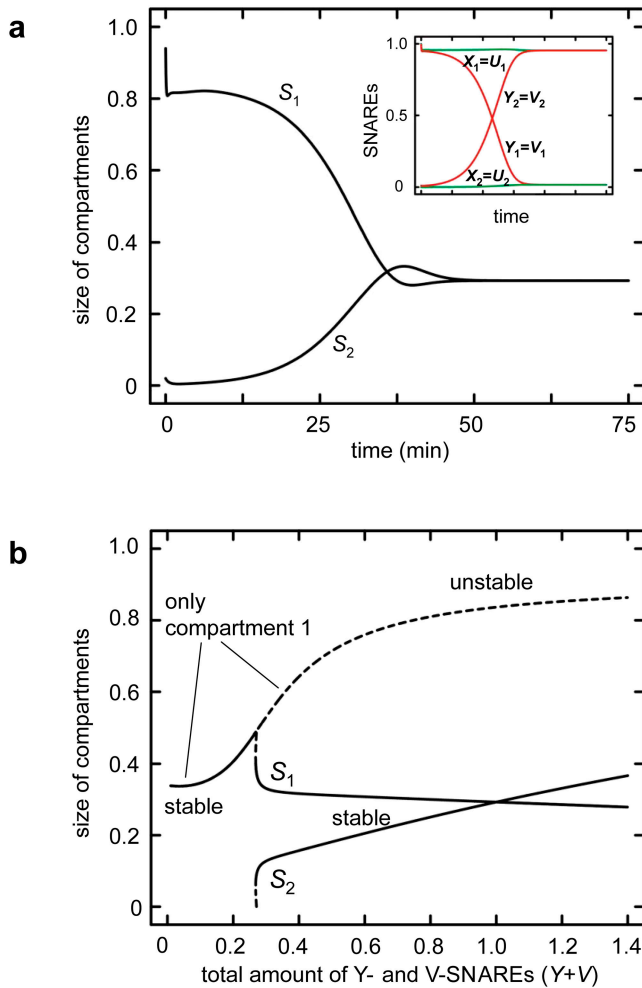 a
1.0
0.8
0.6
0.4
0.2
0
size of compartments
S1
S2
0
25
50
75
time (min)
1.0
0.5
0
SNAREs
X1=U1
Y2=V2
Y1=V1
X2=U2
time
b
1.0
0.8
0.6
0.4
0.2
0
size of compartments
only
compartment 1
unstable
stable
S1
stable
S2
0
0.2
0.4
0.6
0.8
1.0
1.2
1.4
total amount of Y- and V-SNAREs (Y+V)